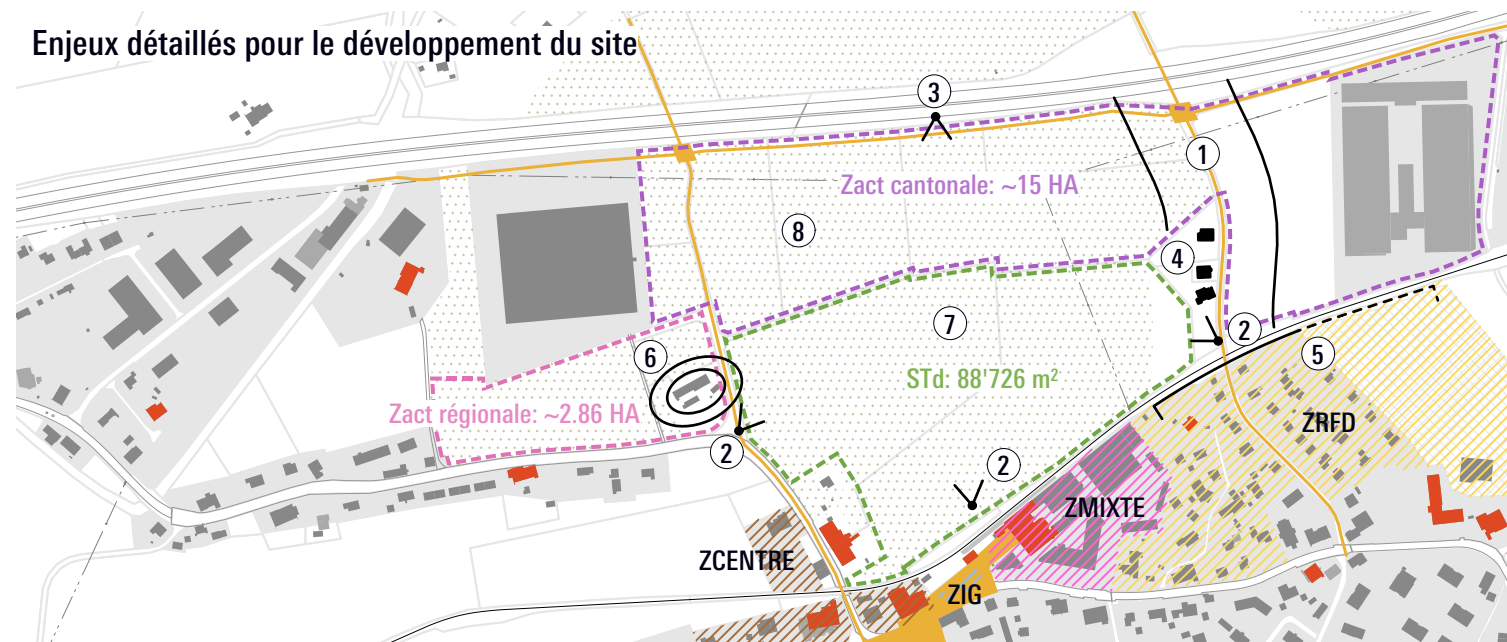 Enjeux détaillés pour le développement du site
3
1
Zact cantonale: ~15 HA
8
4
7
2
6
5
STd: 88'726 m²
Zact régionale: ~2.86 HA
ZRFD
2
2
ZMIXTE
ZCENTRE
ZIG